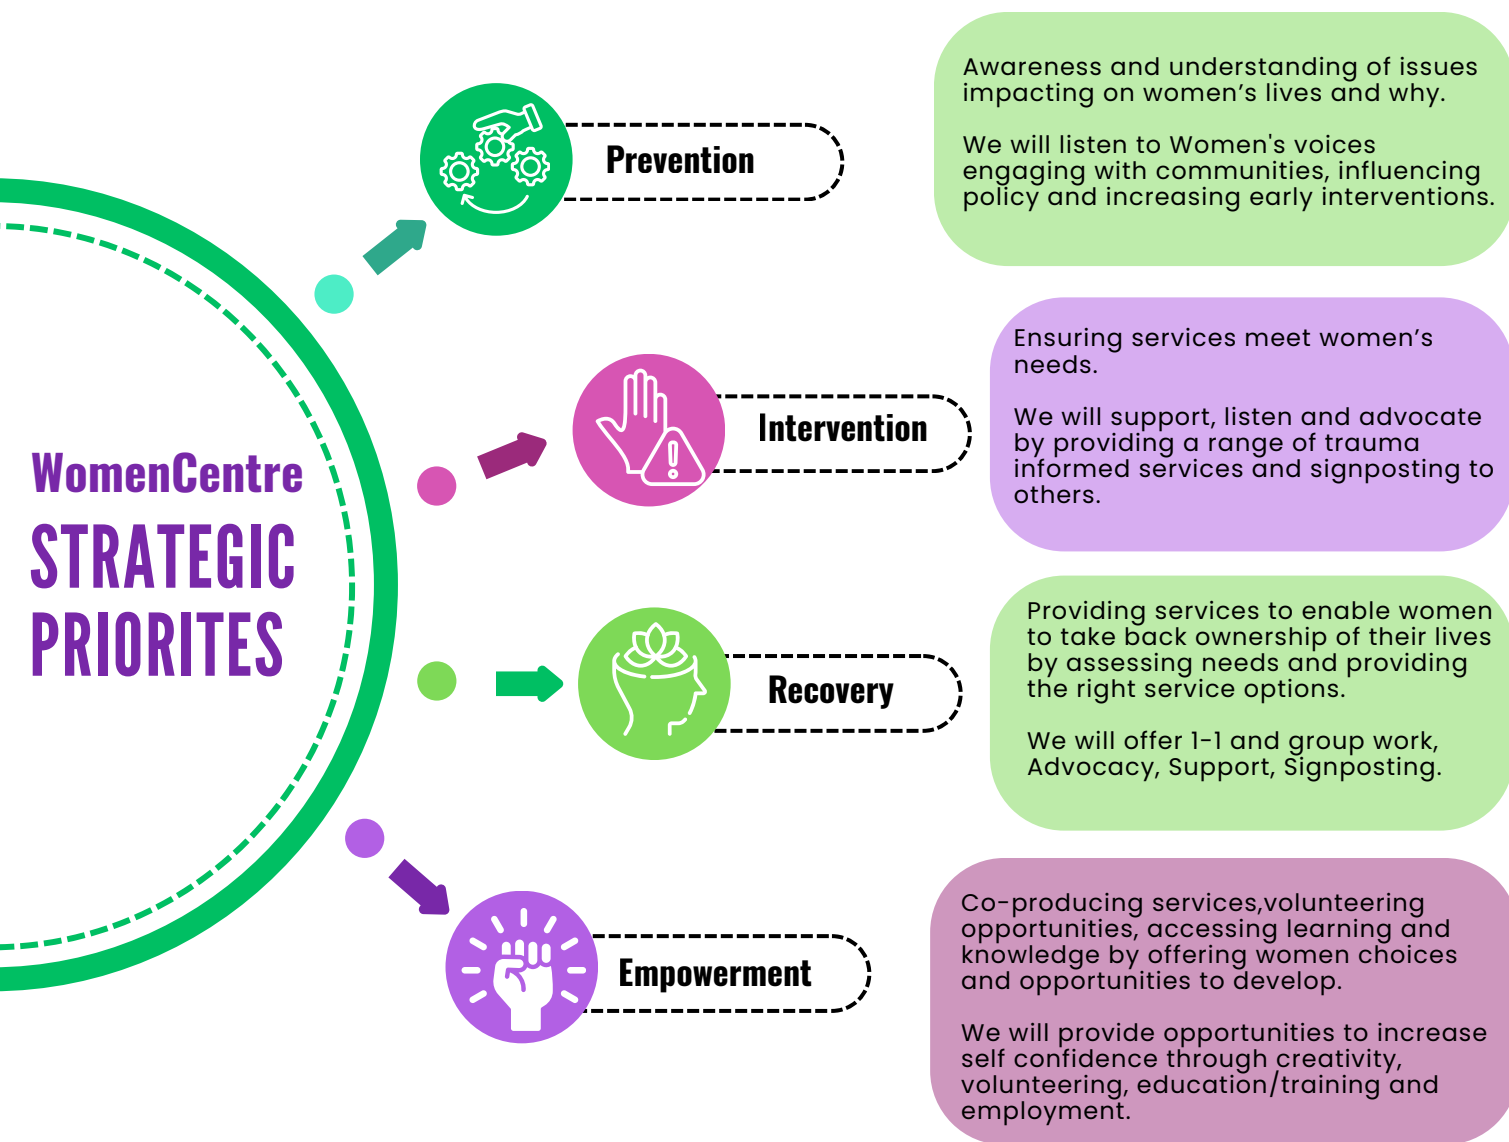 WomenCentre
STRATEGIC
PRIORITES
Prevention
Awareness and understanding of issues
impacting on women’s lives and why.
We will listen to Women's voices
engaging with communities, influencing
policy and increasing early interventions.
Intervention
Ensuring services meet women’s
needs.
We will support, listen and advocate
by providing a range of trauma
informed services and signposting to
others.
Recovery
Providing services to enable women
to take back ownership of their lives
by assessing needs and providing
the right service options.
We will offer 1-1 and group work,
Advocacy, Support, Signposting.
Empowerment
Co-producing services,volunteering
opportunities, accessing learning and
knowledge by offering women choices
and opportunities to develop.
We will provide opportunities to increase
self confidence through creativity,
volunteering, education/training and
employment.